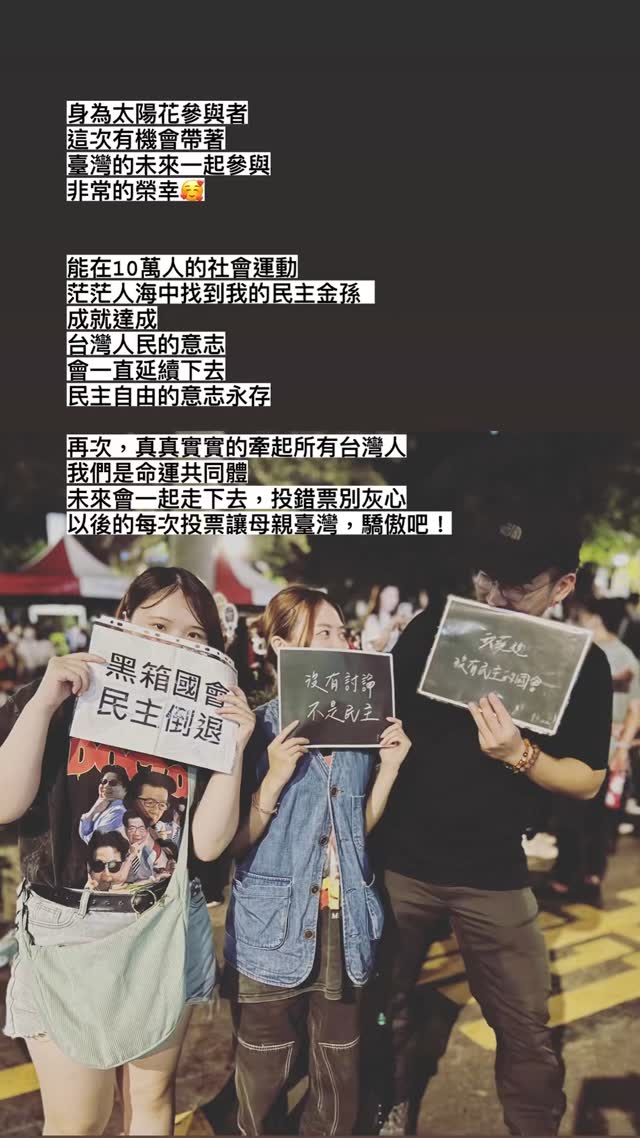 身為太陽花參與者
這次有機會帶著
臺灣的未來一起參與
非常的榮幸🥰
能在10萬人的社會運動
茫茫人海中找到我的民主金孫
成就達成
台灣人民的意志
會一直延續下去
民主自由的意志永存
再次，真真實實的牽起所有台灣人
我們是命運共同體
未來會一起走下去，投錯票別灰心
以後的每次投票讓母親臺灣，驕傲吧！
黑箱國會
民主倒退
沒有討論
不是民主
沒有民主的國會